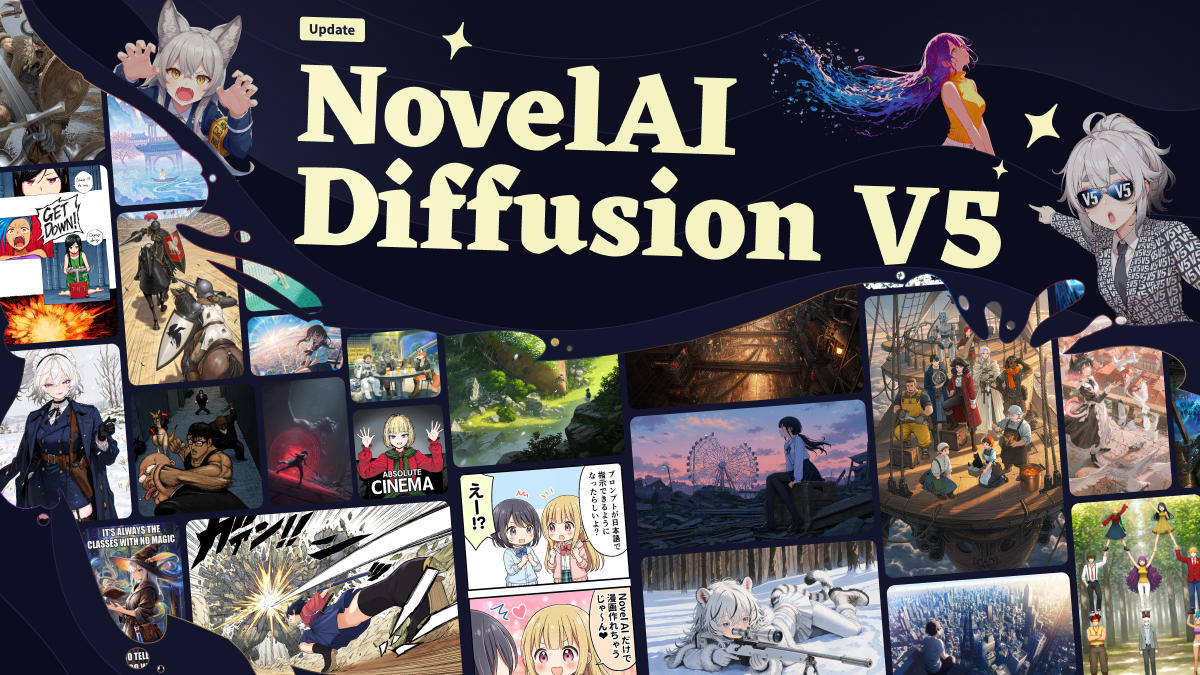 Update
NovelAI
Diffusion V5
V5 V5
GET
DOWN!
ABSOLUTE
CINEMA
IT'S ALWAYS THE
CLASSES WITH NO MAGIC
えー!?
プロンプトが日本語で
指示できるように
なったらしいよ?
NovelAIだけで
漫画作れちゃう
じゃ〜ん♥